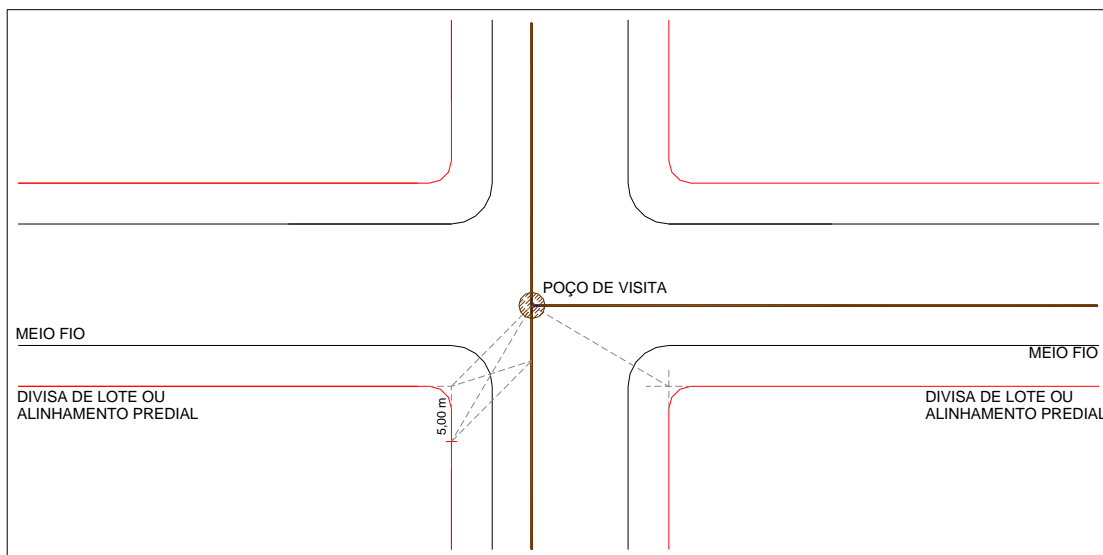 POÇO DE VISITA
MEIO FIO
MEIO FIO
DIVISA DE LOTE OU
ALINHAMENTO PREDIAL
5,00 m
DIVISA DE LOTE OU
ALINHAMENTO PREDIAL